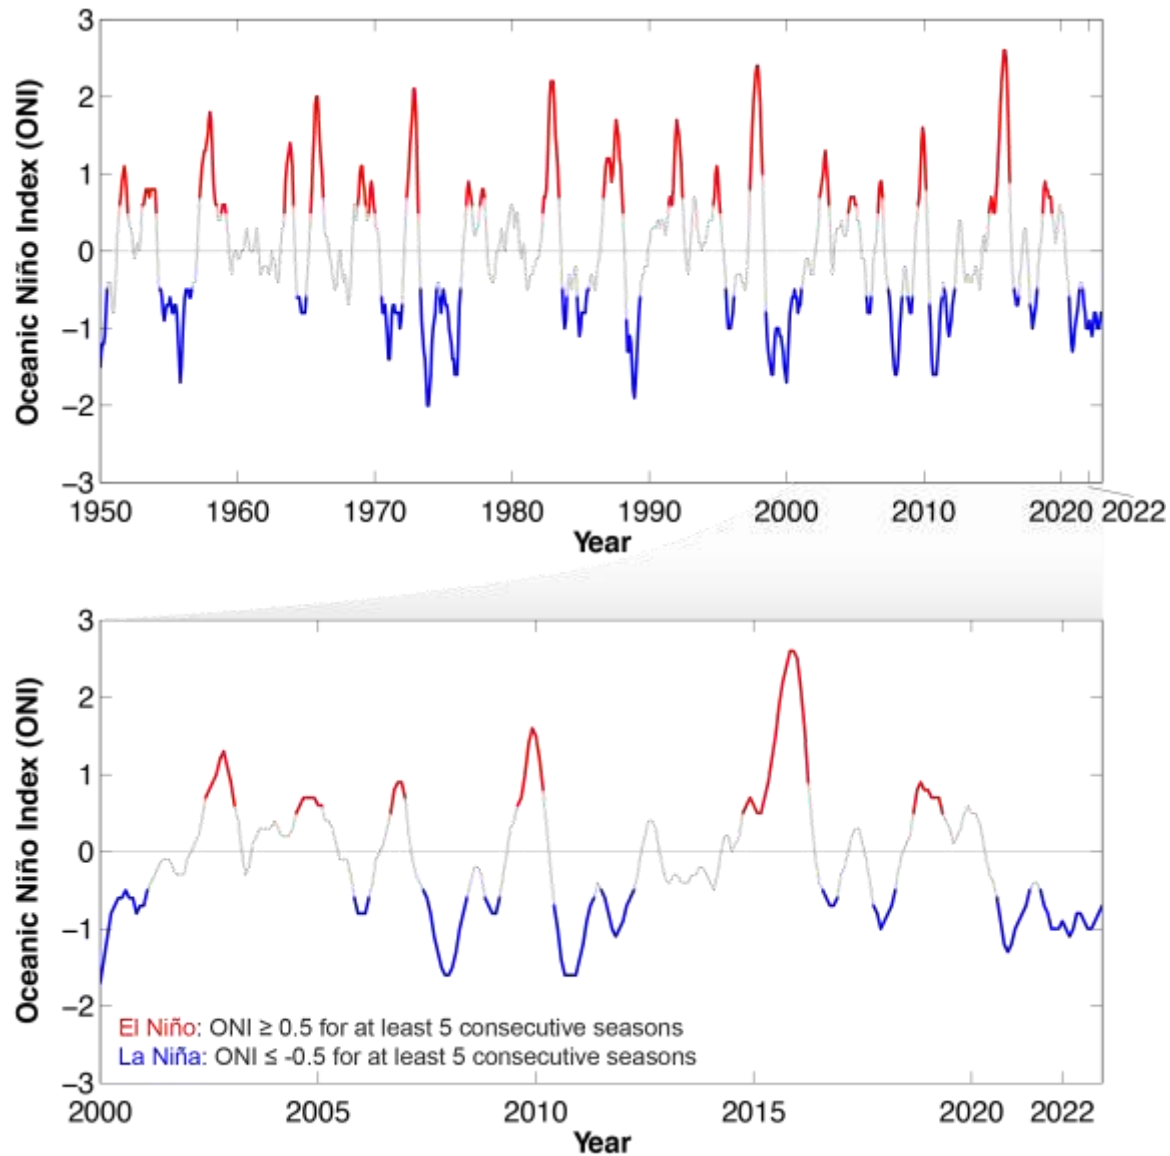 Oceanic Niño Index (ONI)
3
2
1
0
−1
−2
−3
1950 1960 1970 1980 1990 2000 2010 2020 2022
Year
Oceanic Niño Index (ONI)
3
2
1
0
−1
−2
−3
El Niño: ONI ≥ 0.5 for at least 5 consecutive seasons
La Niña: ONI ≤ -0.5 for at least 5 consecutive seasons
2000 2005 2010 2015 2020 2022
Year